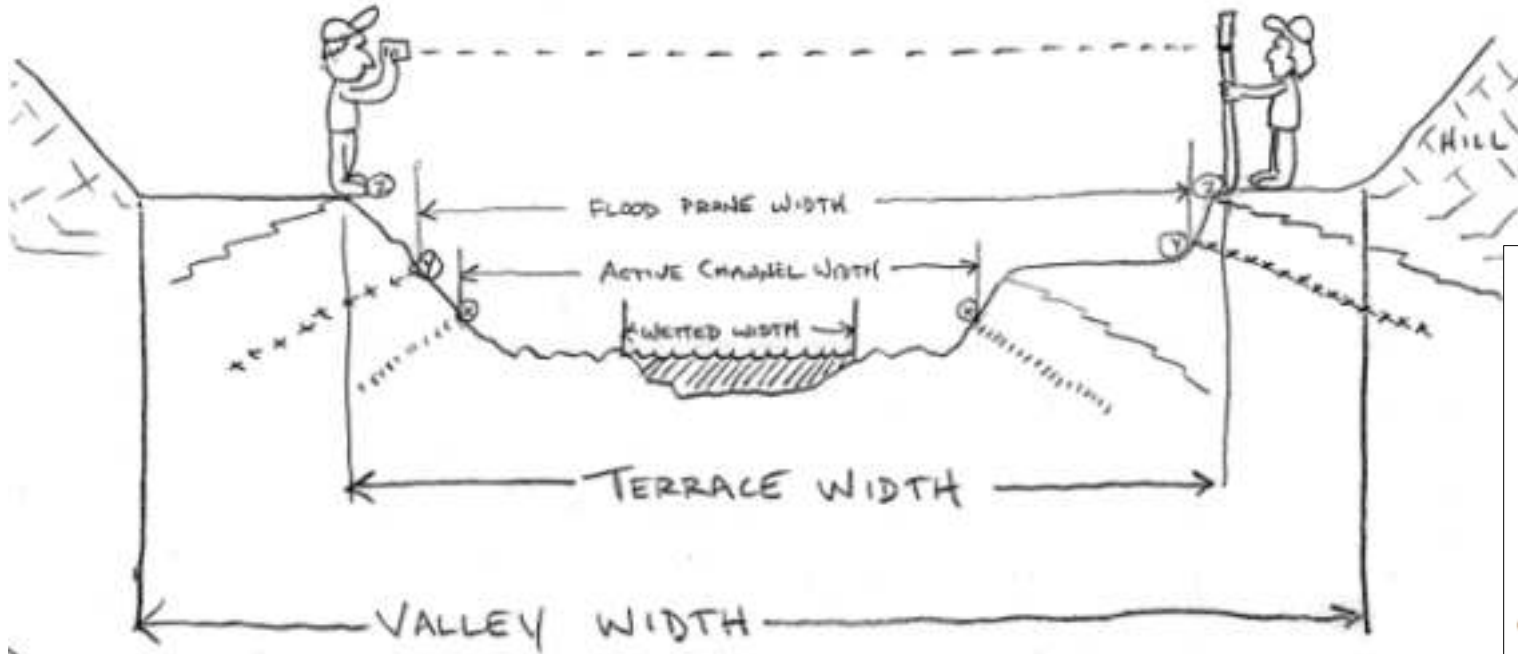 HILL
FLOOD PRONE WIDTH
ACTIVE CHANNEL WIDTH
WETTED WIDTH
TERRACE WIDTH
VALLEY WIDTH